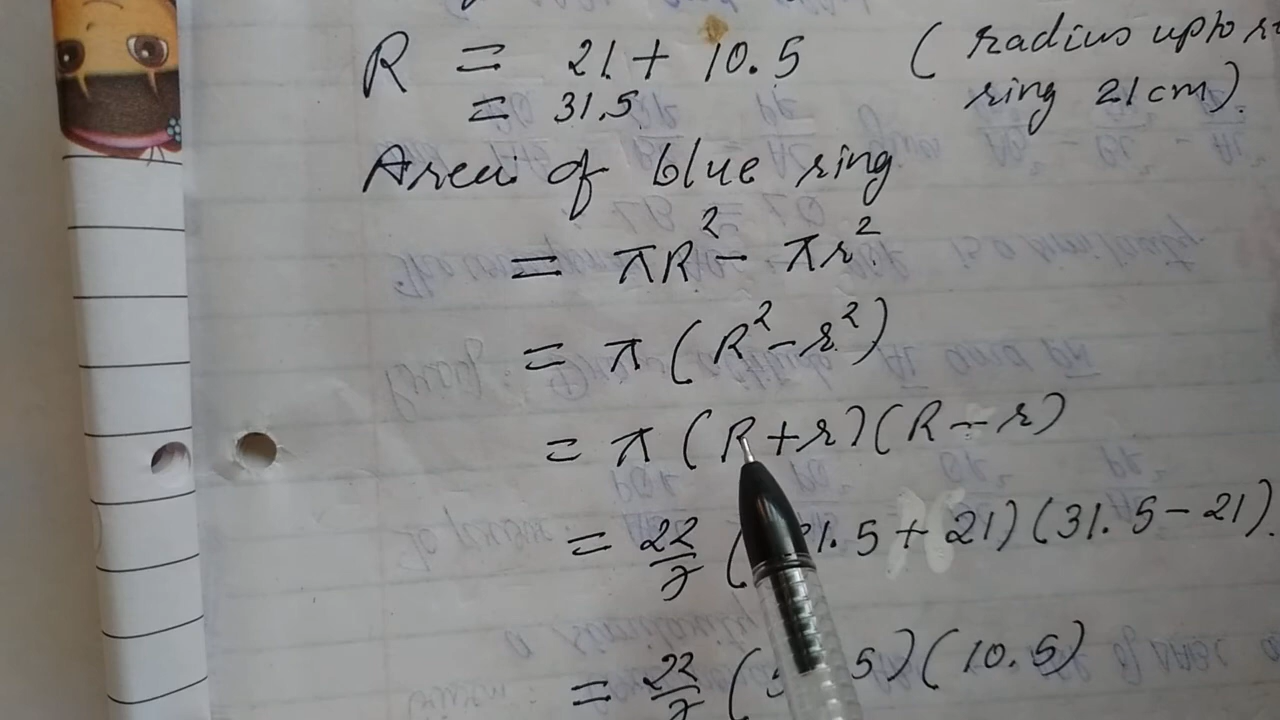 R = 21 + 10.5 ( radius upto
= 31.5 ring 21cm).
Area of blue ring
= πR² - πr²
= π (R² - r²)
= π (R + r) (R - r)
= 22/7 ( 1.5 + 21) (31.5 - 21).
= 22/7 ( 5) (10.5)